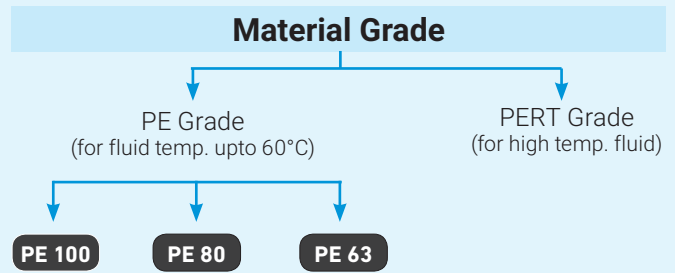 Material Grade
PE Grade
(for fluid temp. upto 60°C)
PERT Grade
(for high temp. fluid)
PE 100
PE 80
PE 63